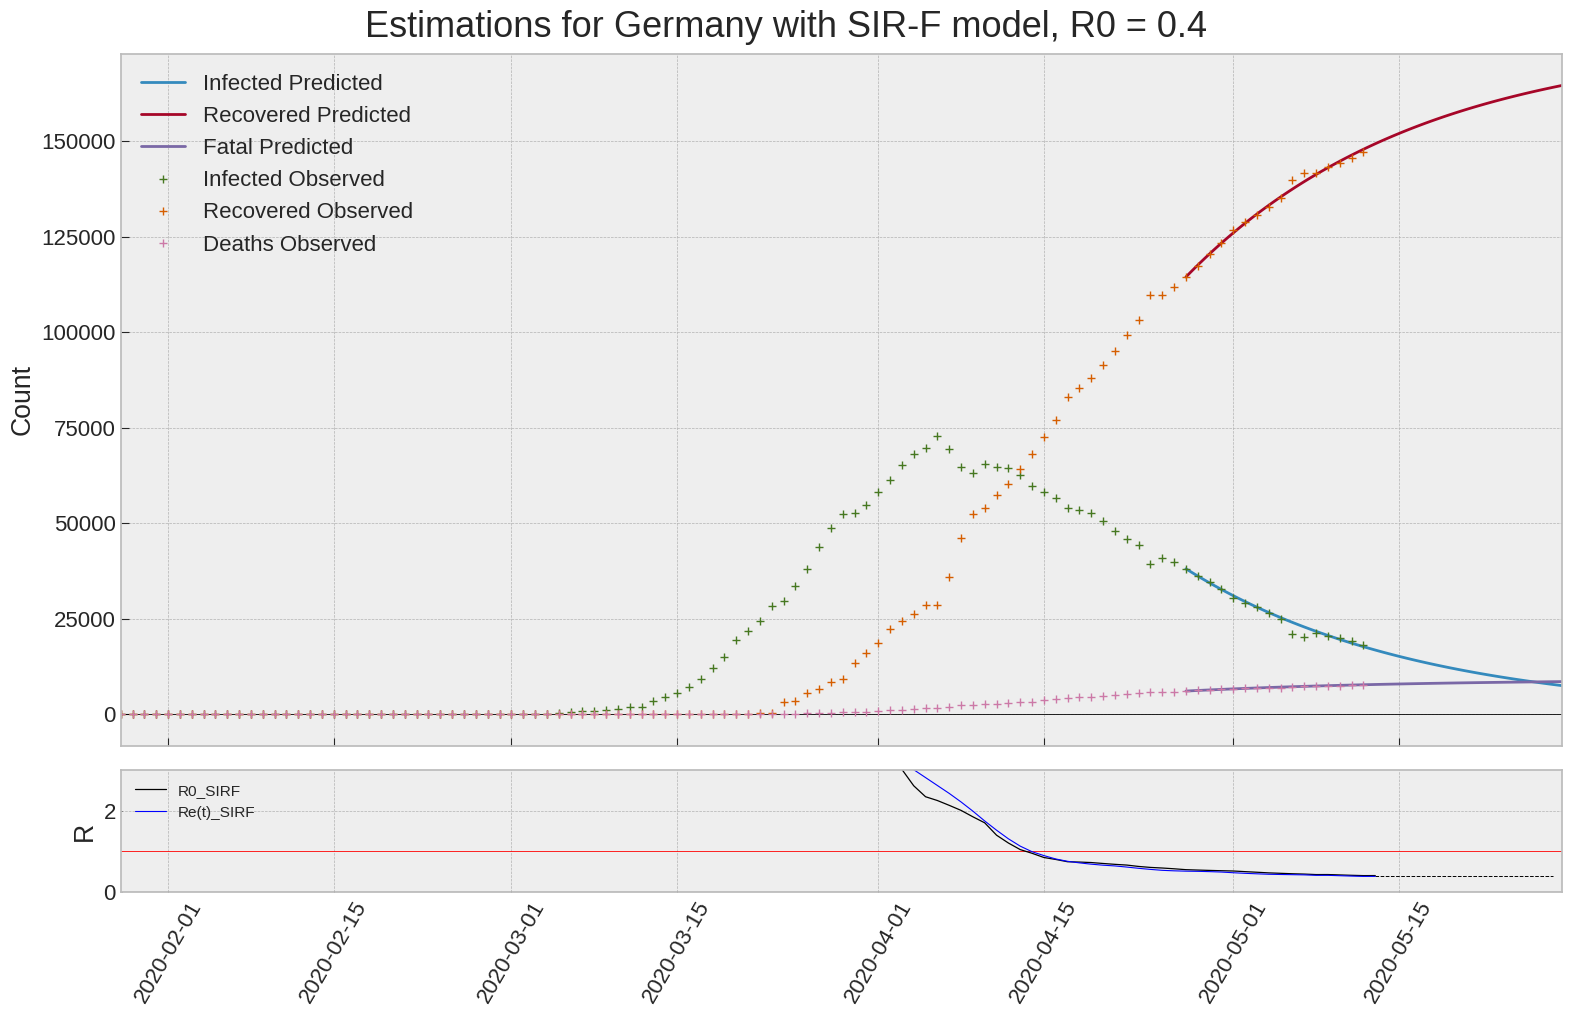 Estimations for Germany with SIR-F model, R0 = 0.4
Infected Predicted
Recovered Predicted
Fatal Predicted
Infected Observed
Recovered Observed
Deaths Observed
150000
125000
100000
75000
50000
25000
0
Count
R0_SIRF
Re(t)_SIRF
2
0
R
2020-02-01
2020-02-15
2020-03-01
2020-03-15
2020-04-01
2020-04-15
2020-05-01
2020-05-15